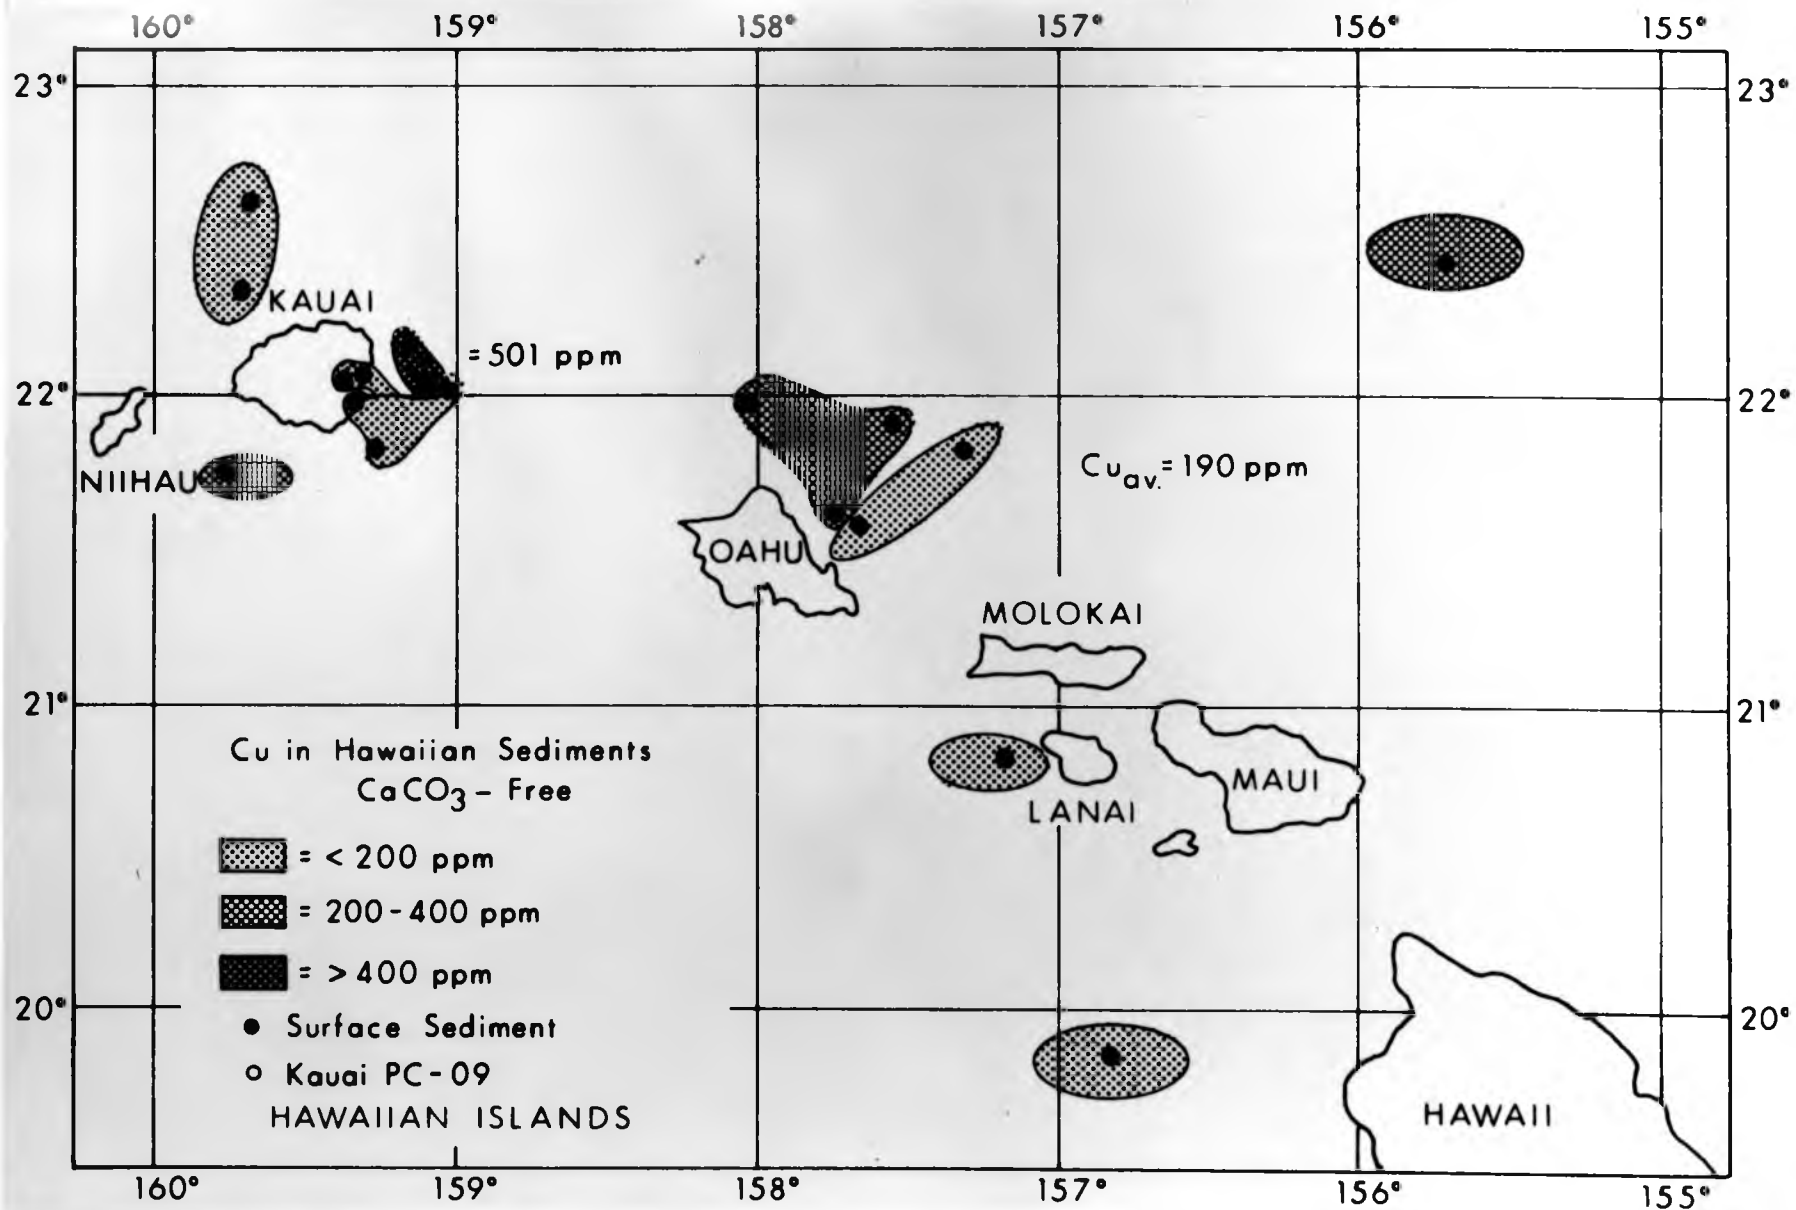 160° 159° 158° 157° 156° 155°
23° 23°
KAUAI
= 501 ppm
22° 22°
NIIHAU
Cu av. = 190 ppm
OAHU
MOLOKAI
21° 21°
Cu in Hawaiian Sediments
CaCO3 - Free
MAUI
LANAI
= < 200 ppm
= 200-400 ppm
= > 400 ppm
20° 20°
Surface Sediment
Kauai PC-09
HAWAIIAN ISLANDS
HAWAII
160° 159° 158° 157° 156° 155°